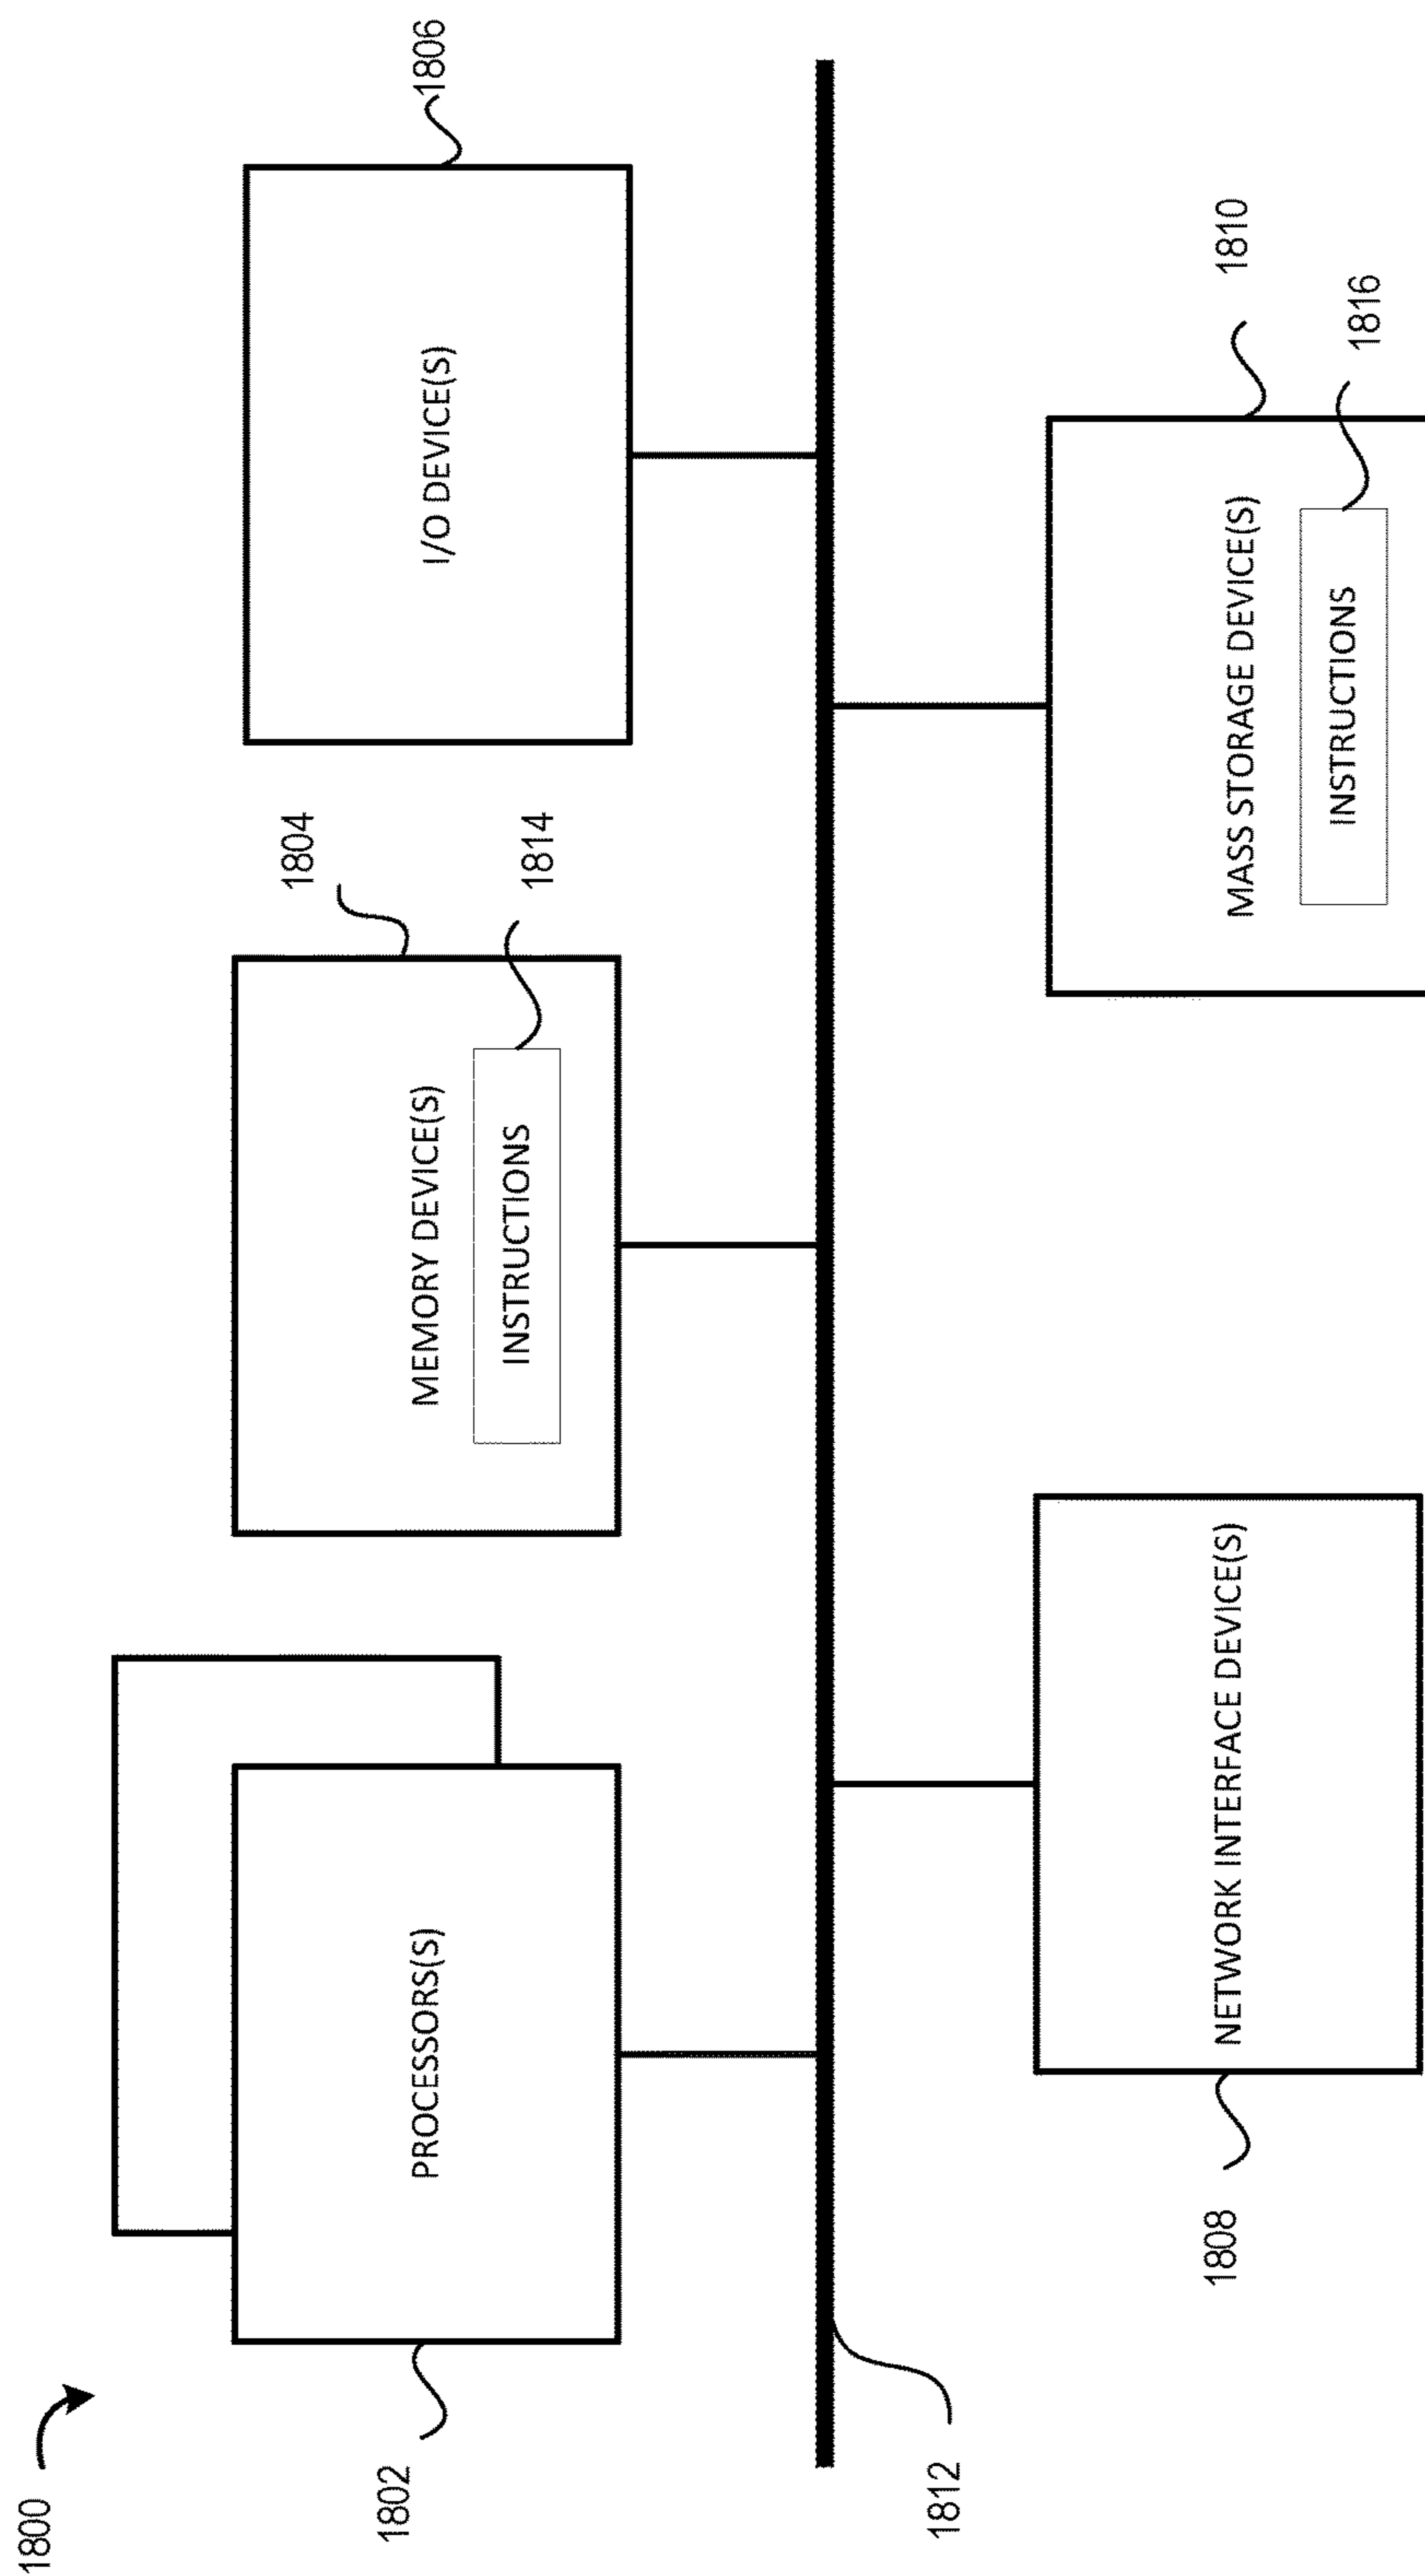 1800
1802
PROCESSORS(S)
1804
MEMORY DEVICE(S)
INSTRUCTIONS
1814
1806
I/O DEVICE(S)
1812
1808
NETWORK INTERFACE DEVICE(S)
1810
MASS STORAGE DEVICE(S)
INSTRUCTIONS
1816